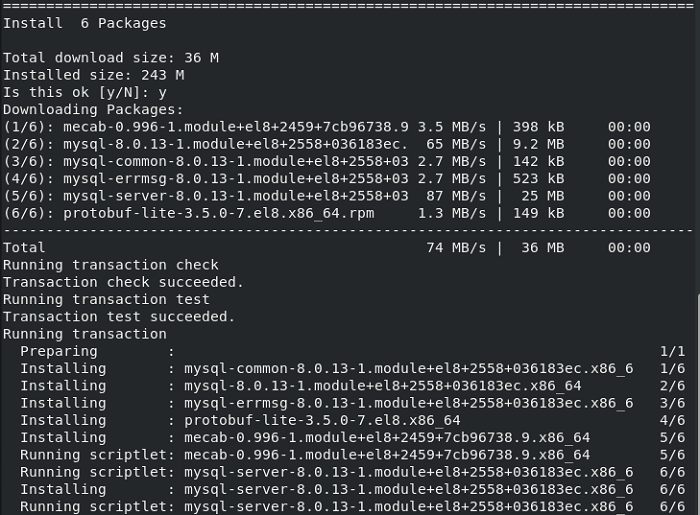 ================================================================================
Install  6 Packages

Total download size: 36 M
Installed size: 243 M
Is this ok [y/N]: y
Downloading Packages:
(1/6): mecab-0.996-1.module+el8+2459+7cb96738.9 3.5 MB/s | 398 kB     00:00
(2/6): mysql-8.0.13-1.module+el8+2558+036183ec.  65 MB/s | 9.2 MB     00:00
(3/6): mysql-common-8.0.13-1.module+el8+2558+03 2.7 MB/s | 142 kB     00:00
(4/6): mysql-errmsg-8.0.13-1.module+el8+2558+03 2.7 MB/s | 523 kB     00:00
(5/6): mysql-server-8.0.13-1.module+el8+2558+03  87 MB/s |  25 MB     00:00
(6/6): protobuf-lite-3.5.0-7.el8.x86_64.rpm     1.3 MB/s | 149 kB     00:00
--------------------------------------------------------------------------------
Total                                            74 MB/s |  36 MB     00:00
Running transaction check
Transaction check succeeded.
Running transaction test
Transaction test succeeded.
Running transaction
  Preparing        :                                                        1/1
  Installing       : mysql-common-8.0.13-1.module+el8+2558+036183ec.x86_6   1/6
  Installing       : mysql-8.0.13-1.module+el8+2558+036183ec.x86_64         2/6
  Installing       : mysql-errmsg-8.0.13-1.module+el8+2558+036183ec.x86_6   3/6
  Installing       : protobuf-lite-3.5.0-7.el8.x86_64                       4/6
  Installing       : mecab-0.996-1.module+el8+2459+7cb96738.9.x86_64        5/6
  Running scriptlet: mecab-0.996-1.module+el8+2459+7cb96738.9.x86_64        5/6
  Running scriptlet: mysql-server-8.0.13-1.module+el8+2558+036183ec.x86_6   6/6
  Installing       : mysql-server-8.0.13-1.module+el8+2558+036183ec.x86_6   6/6
  Running scriptlet: mysql-server-8.0.13-1.module+el8+2558+036183ec.x86_6   6/6